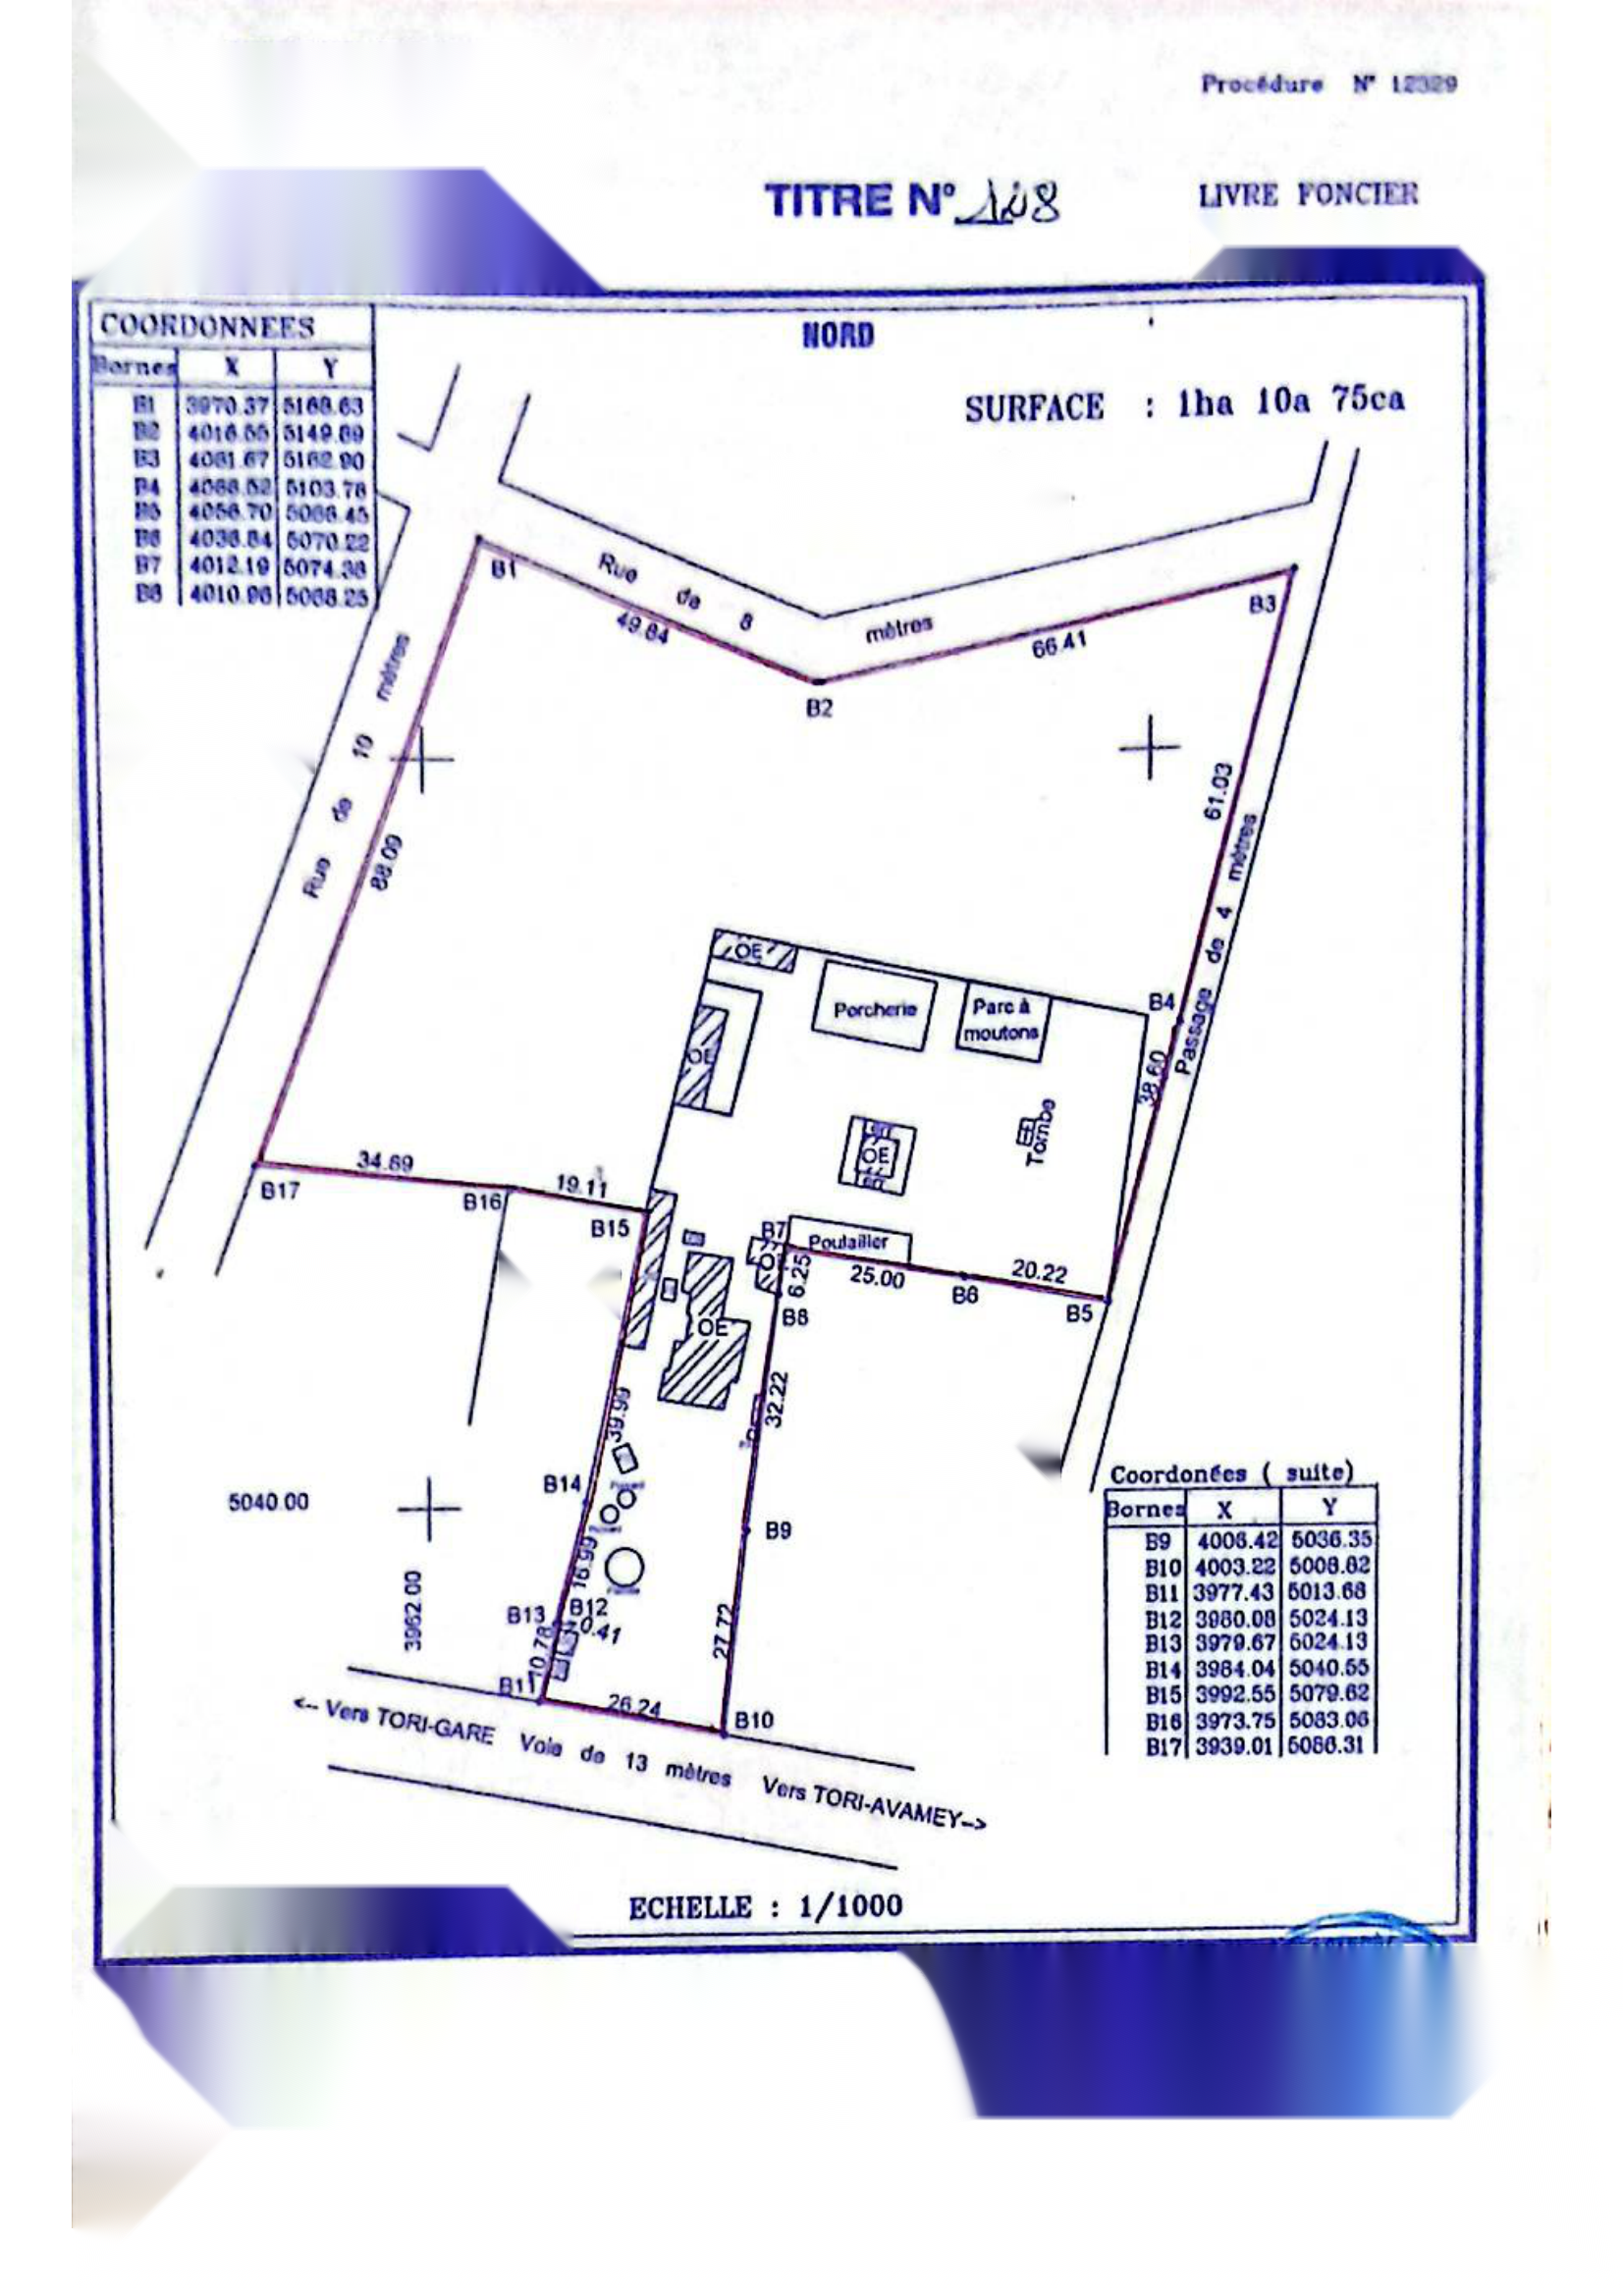 Procédure N° 12329
TITRE N°
LIVRE FONCIER
COORDONNEES
NORD
Bornes X Y
SURFACE : 1ha 10a 75ca
B1 3970.37 5168.63
B2 4016.55 5149.89
B3 4081.67 5162.90
B4 4066.52 5103.78
B5 4056.70 5066.45
B6 4036.84 5070.22
B7 4012.19 5074.38
B8 4010.96 5068.25
B1
Rue de 8 mètres
B3
49.84
66.41
B2
Rue de 10 mètres
88.09
61.03
Passage de 4 mètres
OE
Porcherie
Parc à
moutons
B4
OE
38.60
Tombe
OE
34.89
B17
B16
19.11
B15
B7
Poulailler
6.25
25.00
B6
20.22
B5
B8
OE
39.99
32.22
B14
B9
5040.00
3962.00
16.99
B13
B12
0.41
10.78
27.72
B11
26.24
B10
<-- Vers TORI-GARE Voie de 13 mètres Vers TORI-AVAMEY-->
Coordonées ( suite)
Bornes X Y
B9 4006.42 5036.35
B10 4003.22 5008.82
B11 3977.43 5013.68
B12 3980.08 5024.13
B13 3979.67 5024.13
B14 3984.04 5040.55
B15 3992.55 5079.62
B16 3973.75 5083.06
B17 3939.01 5086.31
ECHELLE : 1/1000